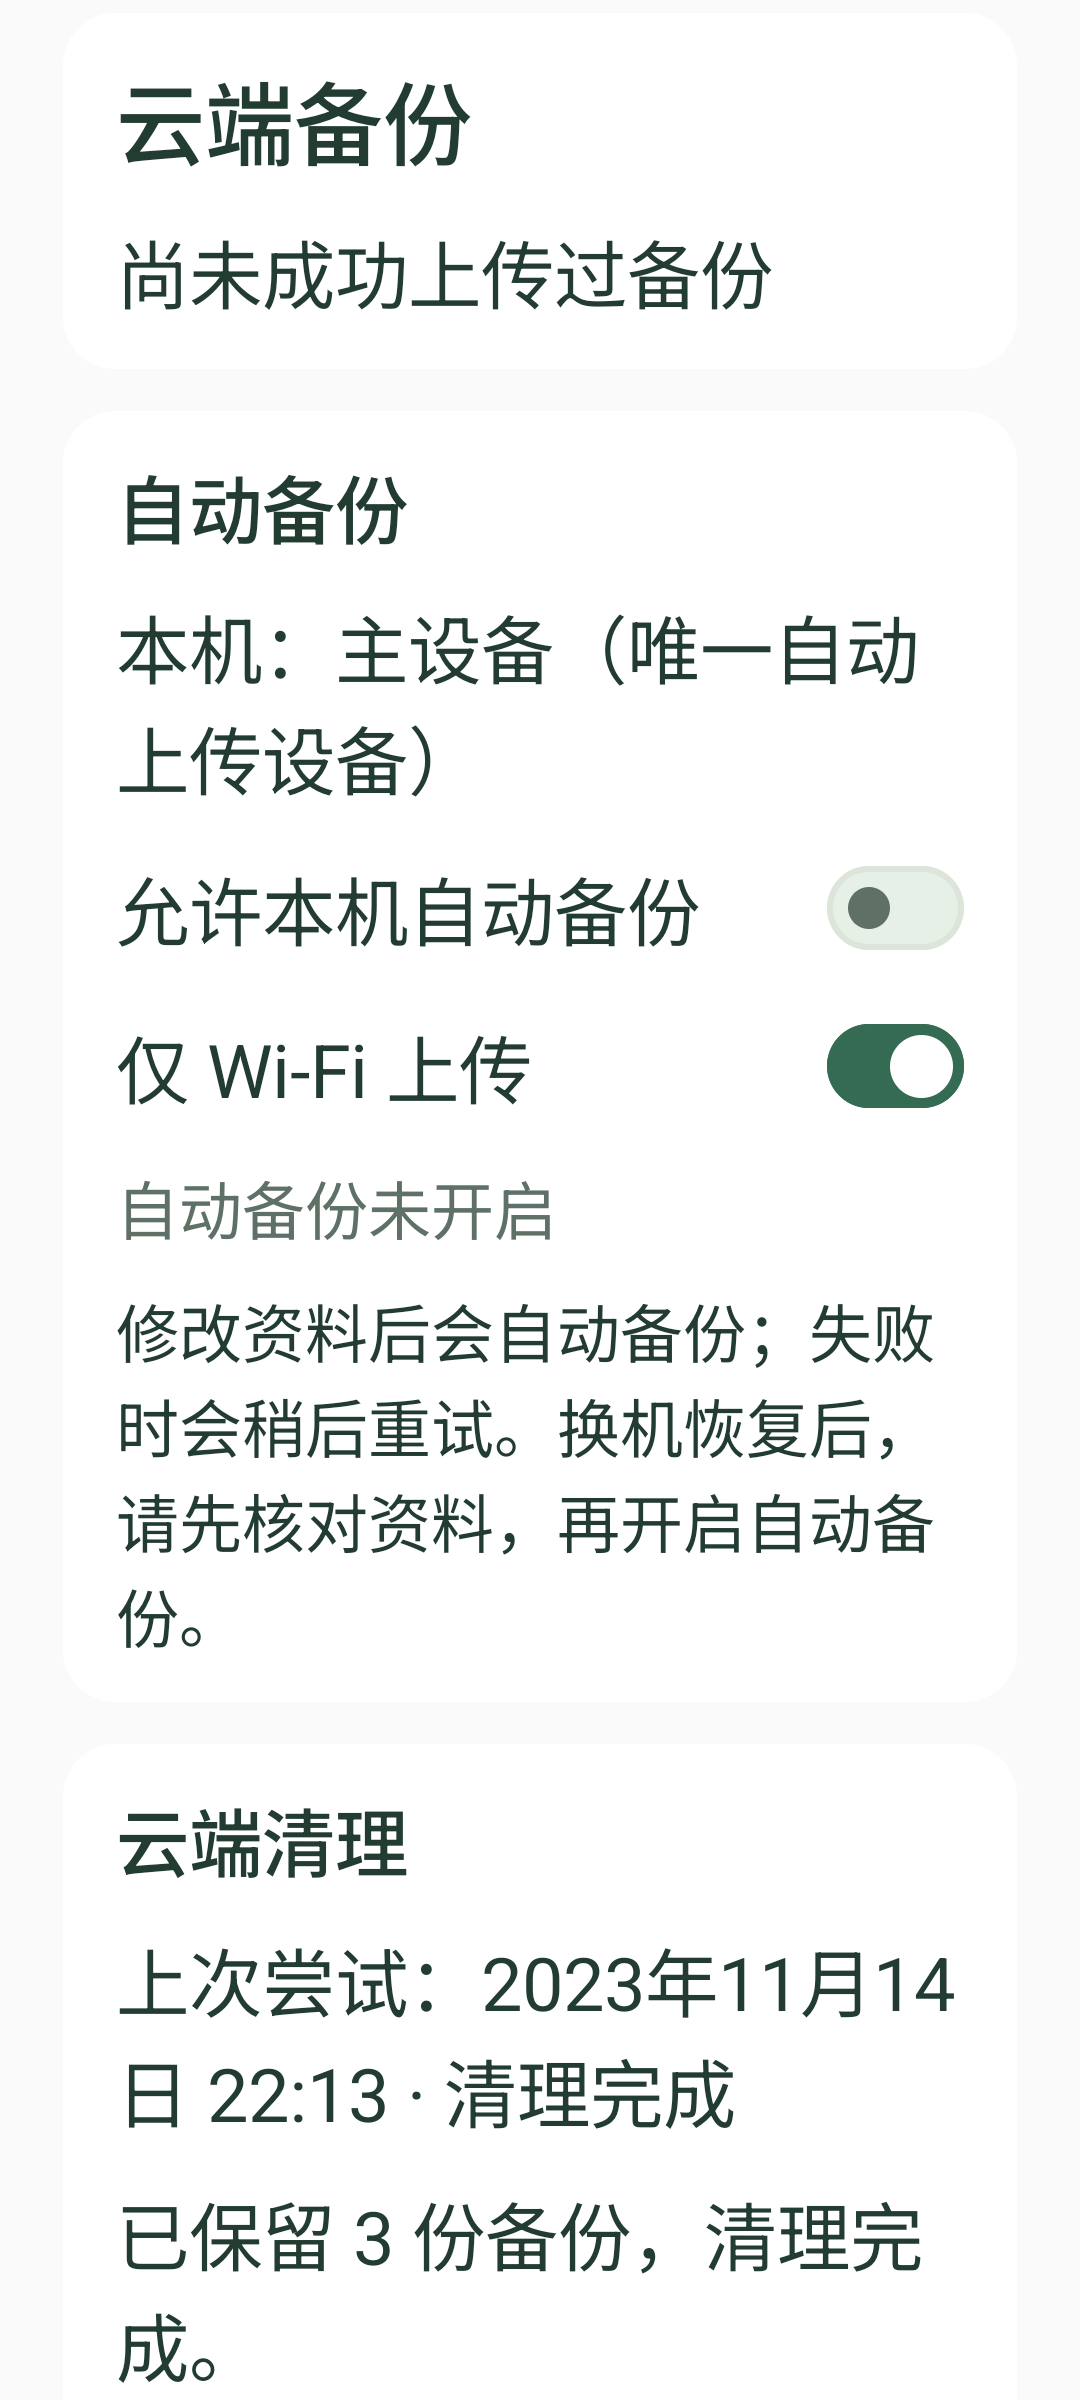 云端备份
尚未成功上传过备份
自动备份
本机：主设备（唯一自动
上传设备）
允许本机自动备份
仅 Wi-Fi 上传
自动备份未开启
修改资料后会自动备份；失败
时会稍后重试。换机恢复后，
请先核对资料，再开启自动备
份。
云端清理
上次尝试：2023年11月14
日 22:13 · 清理完成
已保留 3 份备份，清理完
成。